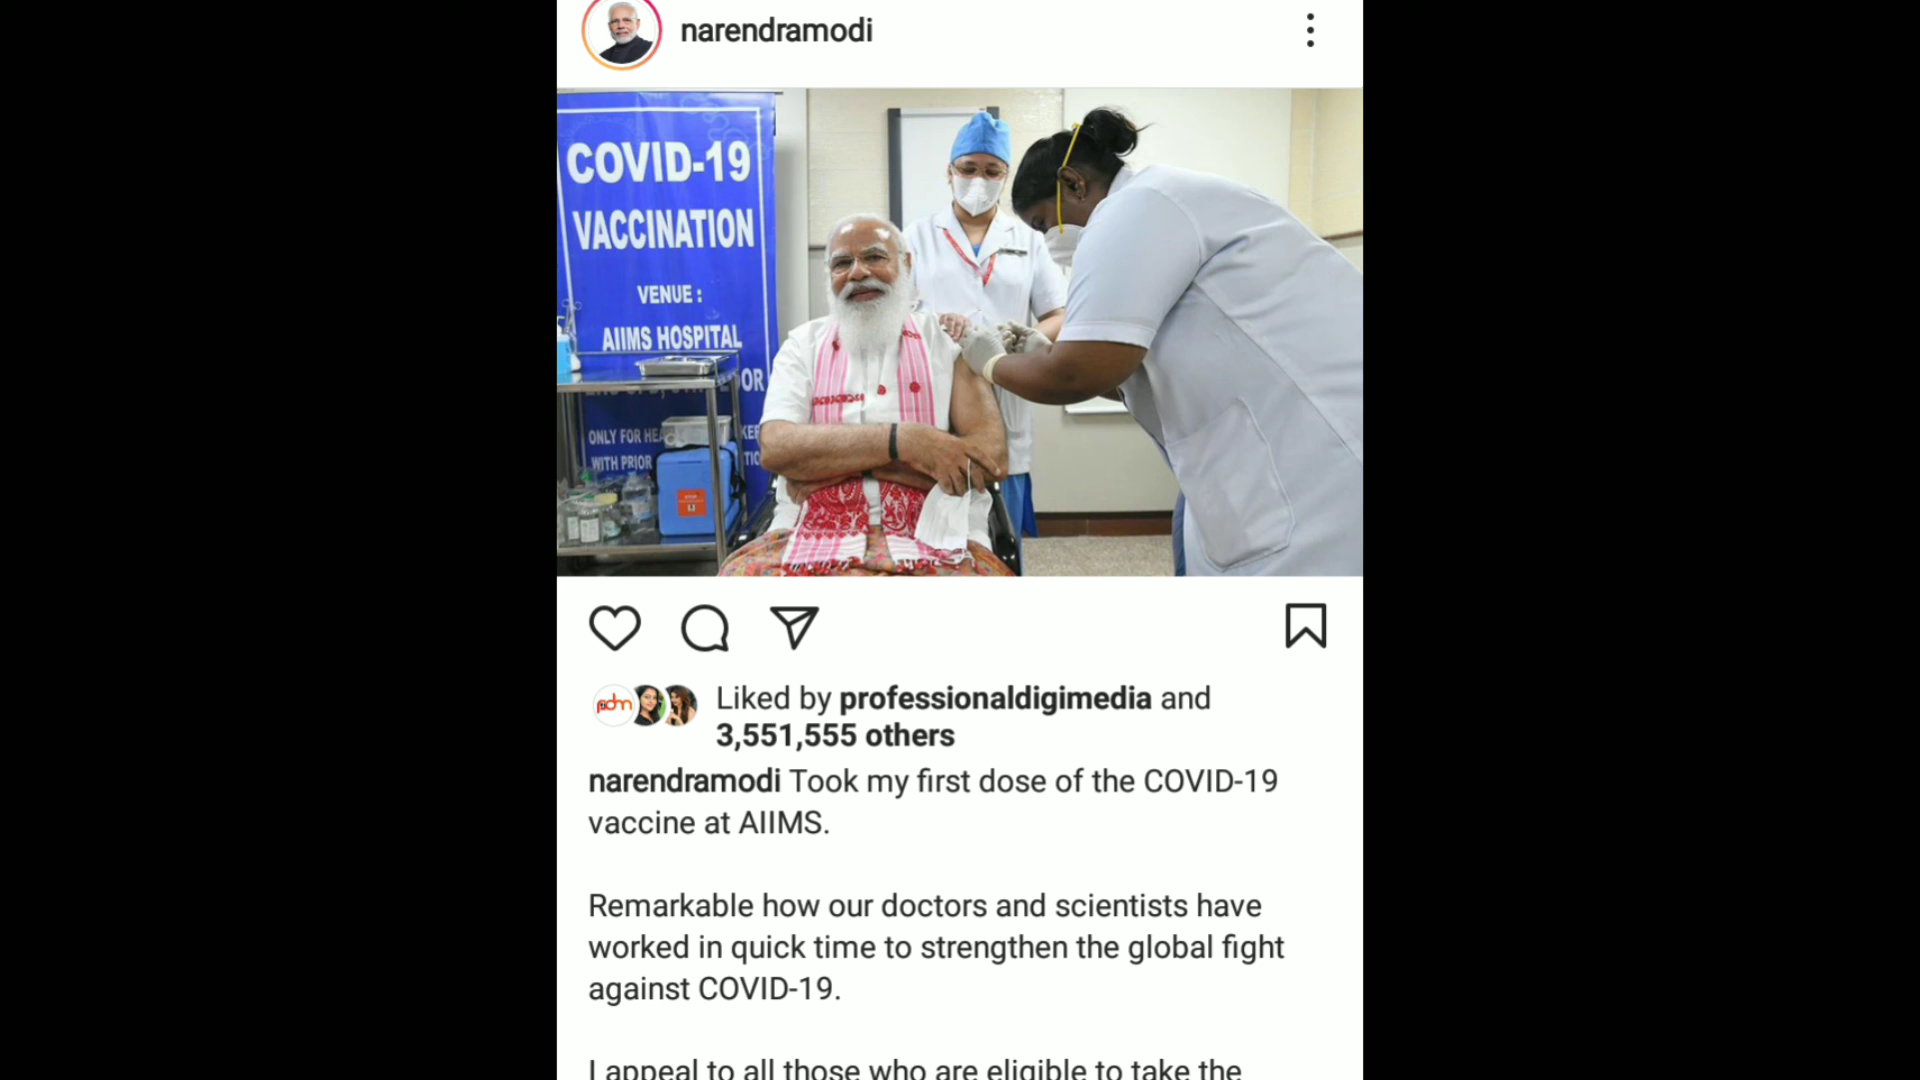 narendramodi
COVID-19
VACCINATION
VENUE :
AIIMS HOSPITAL
OR
ONLY FOR
WITH PRIOR
pdm
Liked by professionaldigimedia and
3,551,555 others
narendramodi Took my first dose of the COVID-19
vaccine at AIIMS.
Remarkable how our doctors and scientists have
worked in quick time to strengthen the global fight
against COVID-19.
I appeal to all those who are eligible to take the